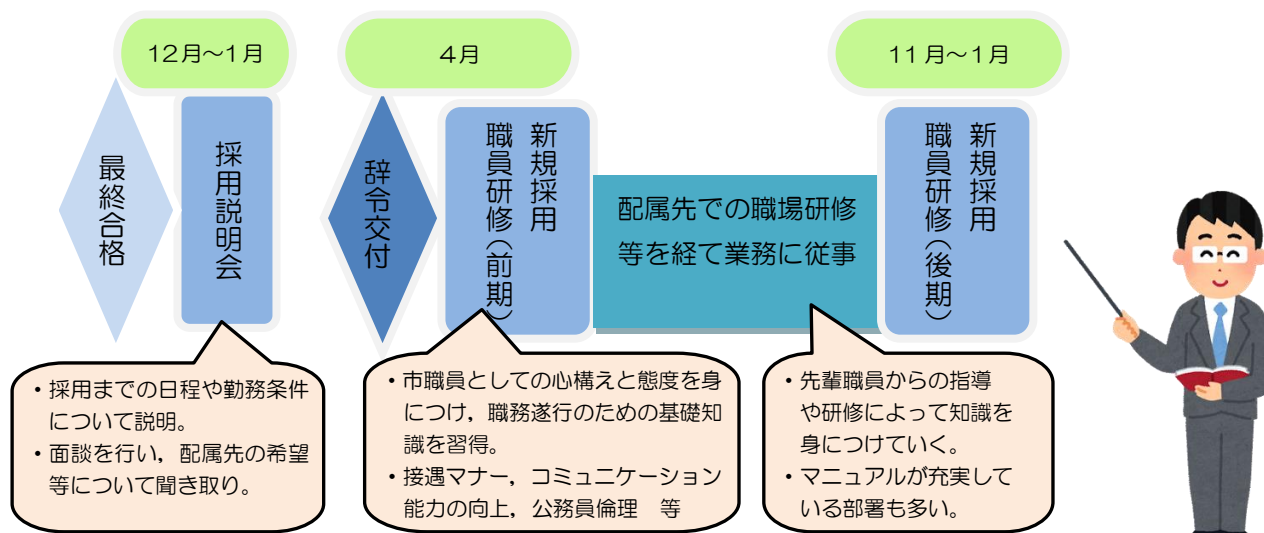 12月～1月
4月
11月～1月
最終合格
採用説明会
辞令交付
新規採用
職員研修（前期）
配属先での職場研修
等を経て業務に従事
新規採用
職員研修（後期）
・採用までの日程や勤務条件
について説明。
・面談を行い，配属先の希望
等について聞き取り。
・市職員としての心構えと態度を身
につけ，職務遂行のための基礎知
識を習得。
・接遇マナー，コミュニケーション
能力の向上，公務員倫理　等
・先輩職員からの指導
や研修によって知識を
身につけていく。
・マニュアルが充実して
いる部署も多い。